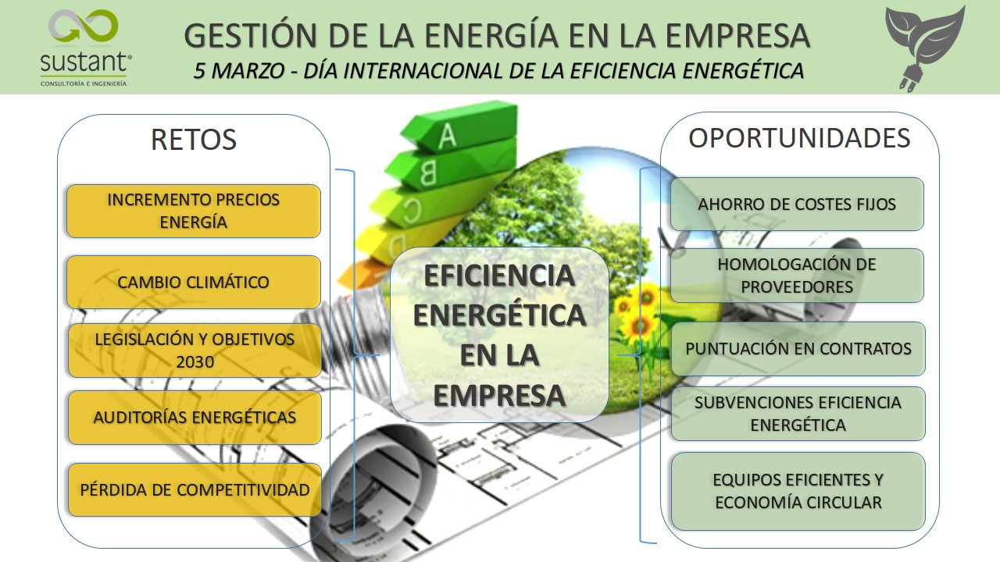 sustant®
CONSULTORÍA E INGENIERÍA
GESTIÓN DE LA ENERGÍA EN LA EMPRESA
5 MARZO - DÍA INTERNACIONAL DE LA EFICIENCIA ENERGÉTICA
RETOS
INCREMENTO PRECIOS
ENERGÍA
CAMBIO CLIMÁTICO
LEGISLACIÓN Y OBJETIVOS
2030
AUDITORÍAS ENERGÉTICAS
PÉRDIDA DE COMPETITIVIDAD
A
B
C
D
EFICIENCIA
ENERGÉTICA
EN LA
EMPRESA
OPORTUNIDADES
AHORRO DE COSTES FIJOS
HOMOLOGACIÓN DE
PROVEEDORES
PUNTUACIÓN EN CONTRATOS
SUBVENCIONES EFICIENCIA
ENERGÉTICA
EQUIPOS EFICIENTES Y
ECONOMÍA CIRCULAR